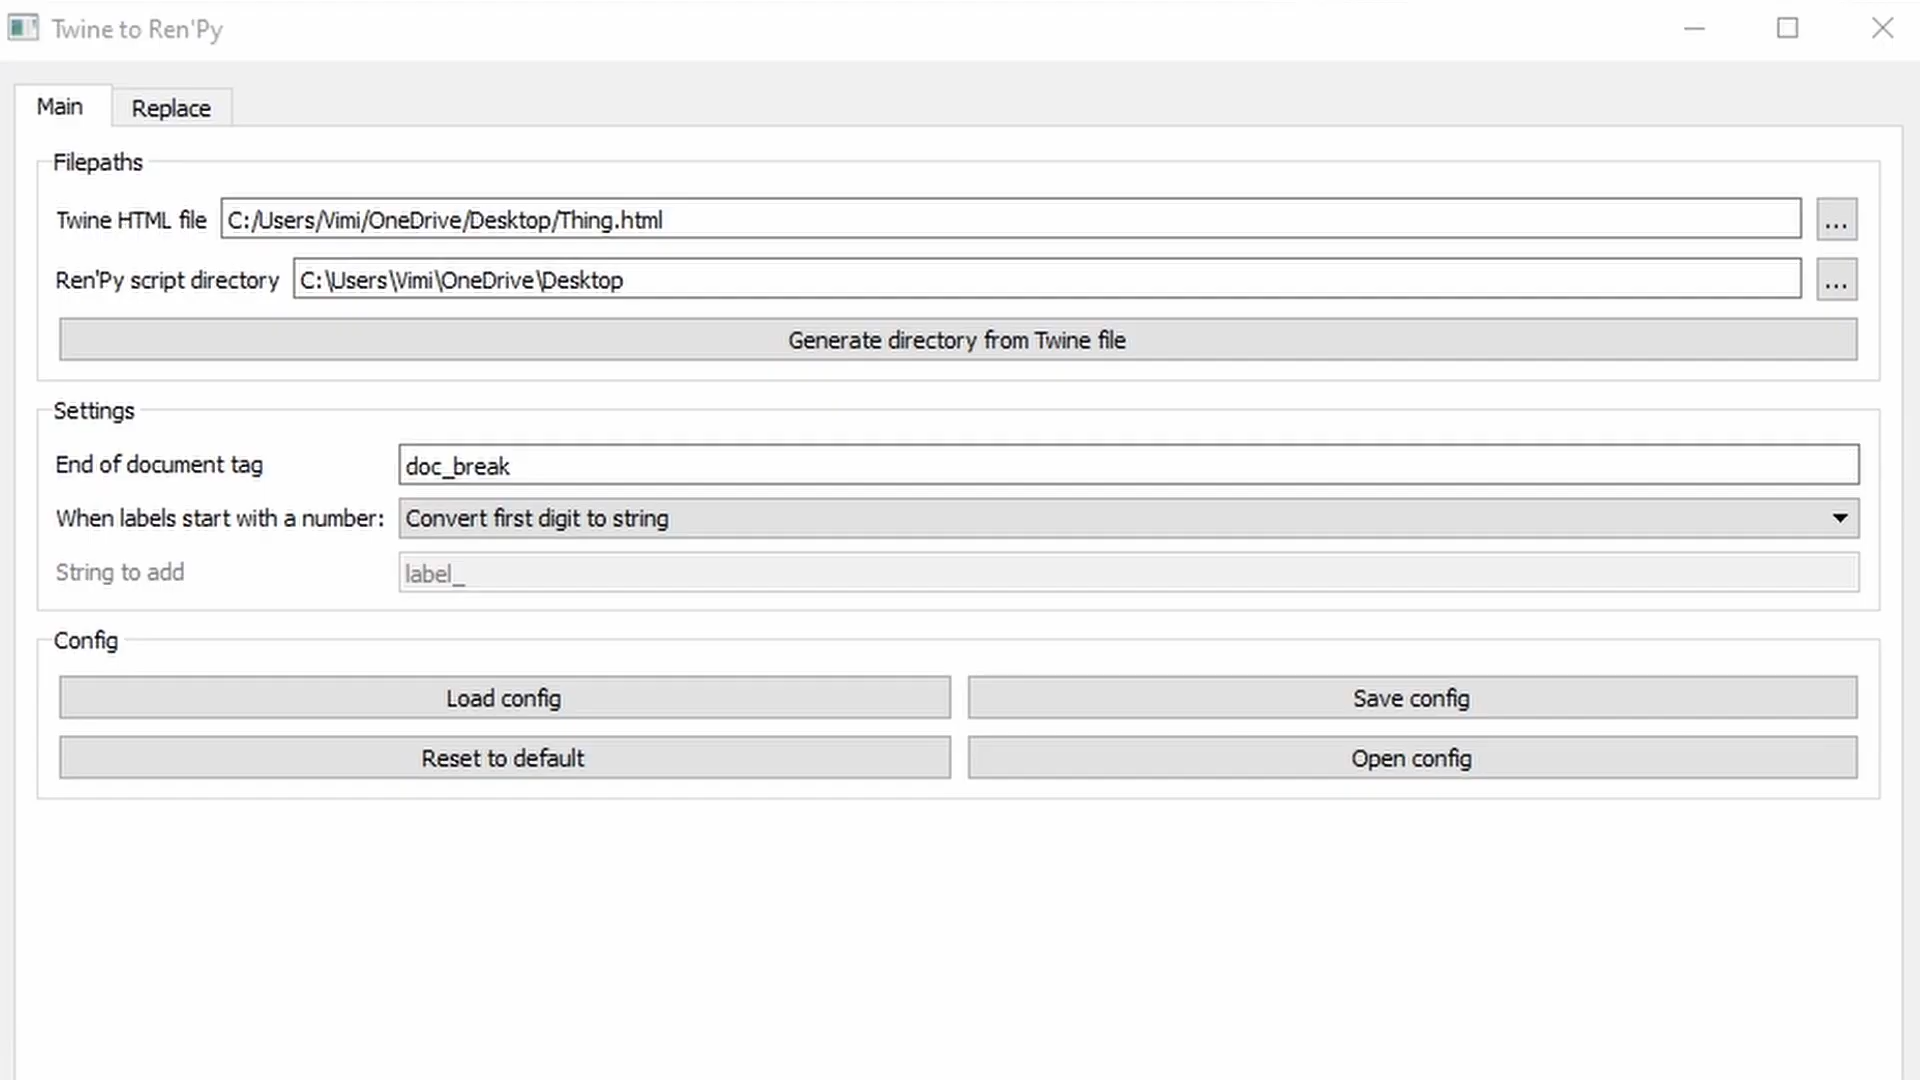 Twine to Ren'Py
Main
Replace
Filepaths
Twine HTML file C:/Users/Vimi/OneDrive/Desktop/Thing.html ...
Ren'Py script directory C:\Users\Vimi\OneDrive\Desktop ...
Generate directory from Twine file
Settings
End of document tag doc_break
When labels start with a number: Convert first digit to string
String to add label_
Config
Load config Save config
Reset to default Open config